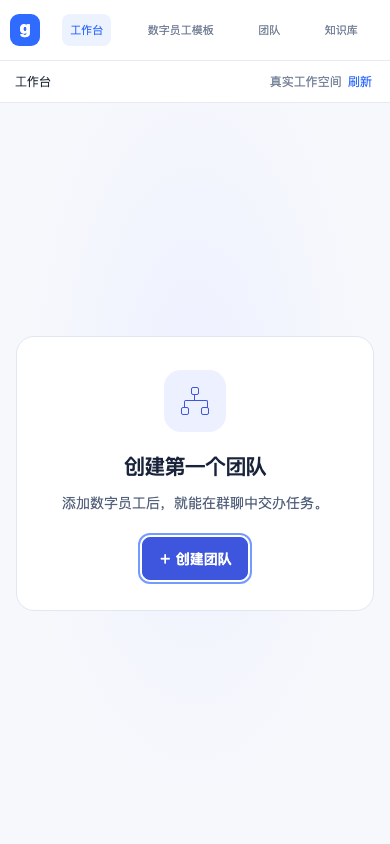 g 工作台 数字员工模板 团队 知识库
工作台 真实工作空间 刷新
创建第一个团队
添加数字员工后，就能在群聊中交办任务。
+ 创建团队